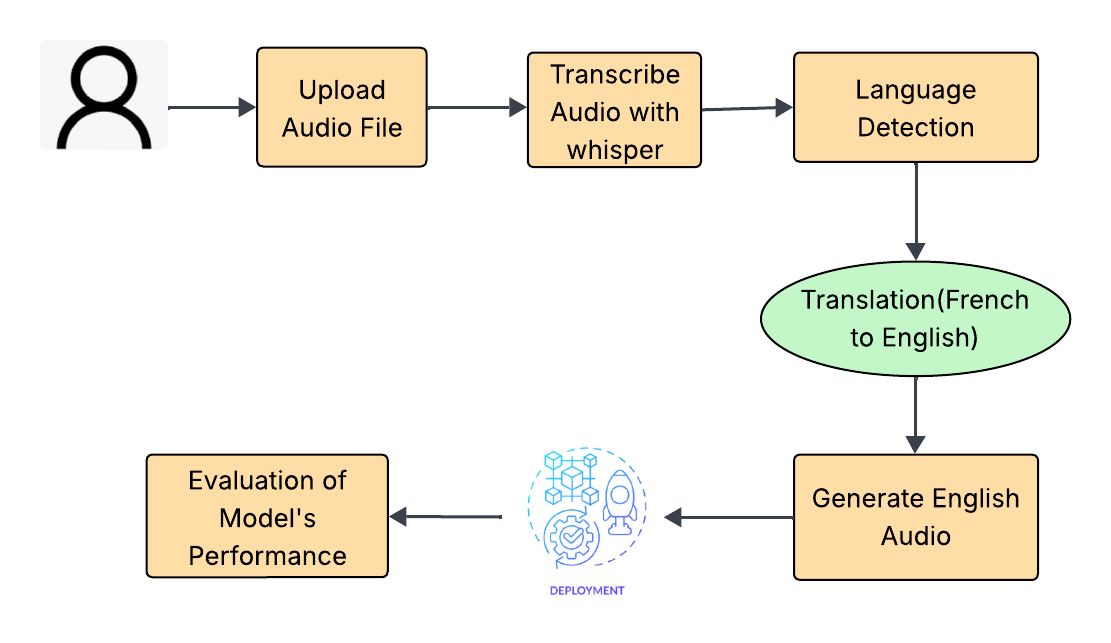 Upload
Audio File
Transcribe
Audio with
whisper
Language
Detection
Translation(French
to English)
Generate English
Audio
DEPLOYMENT
Evaluation of
Model's
Performance